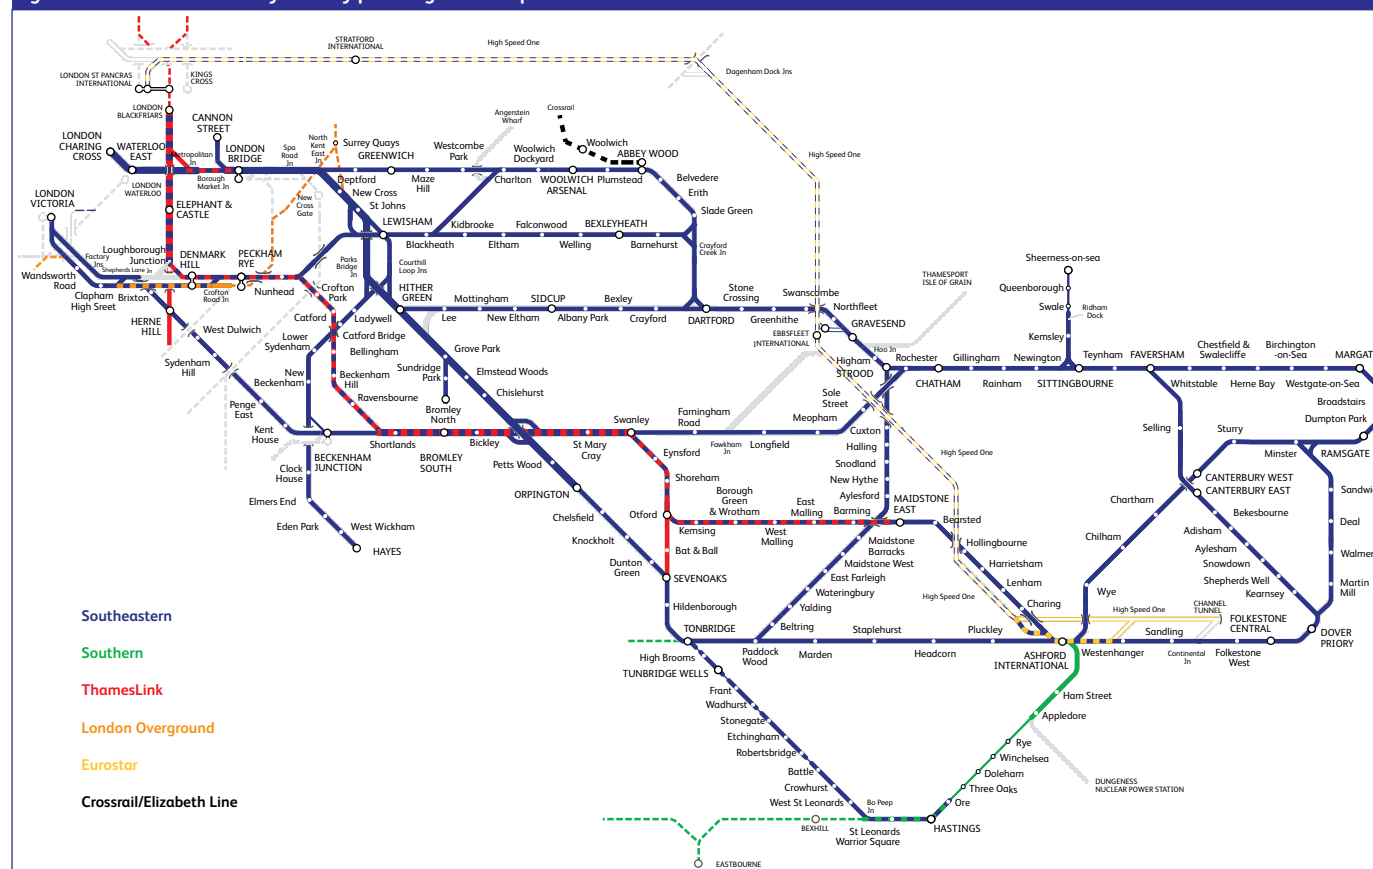 STRATFORD
INTERNATIONAL
High Speed One
Dagenham Dock Jns
LONDON ST PANCRAS
INTERNATIONAL
KINGS
CROSS
LONDON
BLACKFRIARS
CANNON
STREET
Angerstein
Wharf
Crossrail
LONDON
CHARING
CROSS
WATERLOO
EAST
Metropolitan
Jn
LONDON
BRIDGE
Spa
Road
Jn
North
Kent
East
Jn
Surrey Quays
GREENWICH
Westcombe
Park
Woolwich
Dockyard
Woolwich
ABBEY WOOD
High Speed One
LONDON
WATERLOO
Borough
Market Jn
Deptford
Maze
Hill
Charlton
WOOLWICH
ARSENAL
Plumstead
Belvedere
Erith
Slade Green
LONDON
VICTORIA
ELEPHANT &
CASTLE
New
Cross
Gate
New Cross
St Johns
LEWISHAM
Kidbrooke
Falconwood
BEXLEYHEATH
Blackheath
Eltham
Welling
Barnehurst
Crayford
Creek Jn
Loughborough
Junction
DENMARK
HILL
PECKHAM
RYE
Factory
Jns
Shepherds Lane Jn
Parks
Bridge
Jn
Courthill
Loop Jns
Wandsworth
Road
Clapham
High Sreet
Brixton
Crofton
Road Jn
Nunhead
Crofton
Park
HITHER
GREEN
Mottingham
SIDCUP
Bexley
Stone
Crossing
Swanscombe
Northfleet
THAMESPORT
ISLE OF GRAIN
Sheerness-on-sea
Queenborough
Swale
Ridham
Dock
Kemsley
HERNE
HILL
West Dulwich
Catford
Ladywell
Lee
New Eltham
Albany Park
Crayford
DARTFORD
Greenhithe
GRAVESEND
EBBSFLEET
INTERNATIONAL
Lower
Sydenham
Catford Bridge
Bellingham
Grove Park
Hoo Jn
Higham
STROOD
Rochester
Gillingham
Newington
Teynham
FAVERSHAM
Chestfield &
Swalecliffe
Birchington
-on-Sea
MARGAT
Sydenham
Hill
New
Beckenham
Beckenham
Hill
Sundridge
Park
Elmstead Woods
CHATHAM
Rainham
SITTINGBOURNE
Whitstable
Herne Bay
Westgate-on-Sea
Penge
East
Ravensbourne
Chislehurst
Sole
Street
Broadstairs
Bromley
North
Farningham
Road
Meopham
Dumpton Park
Kent
House
Swanley
Cuxton
Selling
Sturry
BECKENHAM
JUNCTION
Shortlands
BROMLEY
SOUTH
Bickley
St Mary
Cray
Fawkham
Jn
Longfield
Halling
High Speed One
Minster
RAMSGATE
Clock
House
Petts Wood
Eynsford
Snodland
CANTERBURY WEST
CANTERBURY EAST
Shoreham
New Hythe
ORPINGTON
Borough
Green
& Wrotham
East
Malling
Aylesford
Barming
MAIDSTONE
EAST
Chartham
Sandwi
Elmers End
Chelsfield
Otford
Bekesbourne
Eden Park
West Wickham
Kemsing
West
Malling
Bearsted
Deal
HAYES
Knockholt
Bat & Ball
Maidstone
Barracks
Maidstone West
Hollingbourne
Chilham
Adisham
Aylesham
Walmer
Dunton
Green
SEVENOAKS
East Farleigh
Harrietsham
Snowdown
Wateringbury
Lenham
Wye
Shepherds Well
Kearnsey
Martin
Mill
Hildenborough
Yalding
High Speed One
Charing
High Speed One
CHANNEL
TUNNEL
Southeastern
TONBRIDGE
Beltring
Staplehurst
Pluckley
Sandling
FOLKESTONE
CENTRAL
DOVER
PRIORY
Southern
High Brooms
Paddock
Wood
Marden
Headcorn
ASHFORD
INTERNATIONAL
Westenhanger
Continental
Jn
Folkestone
West
TUNBRIDGE WELLS
ThamesLink
Frant
Ham Street
Wadhurst
Appledore
London Overground
Stonegate
Etchingham
Rye
Robertsbridge
Winchelsea
Eurostar
Battle
Doleham
DUNGENESS
NUCLEAR POWER STATION
Crowhurst
Three Oaks
Crossrail/Elizabeth Line
West St Leonards
Bo Peep
Jn
Ore
BEXHILL
St Leonards
Warrior Square
HASTINGS
EASTBOURNE